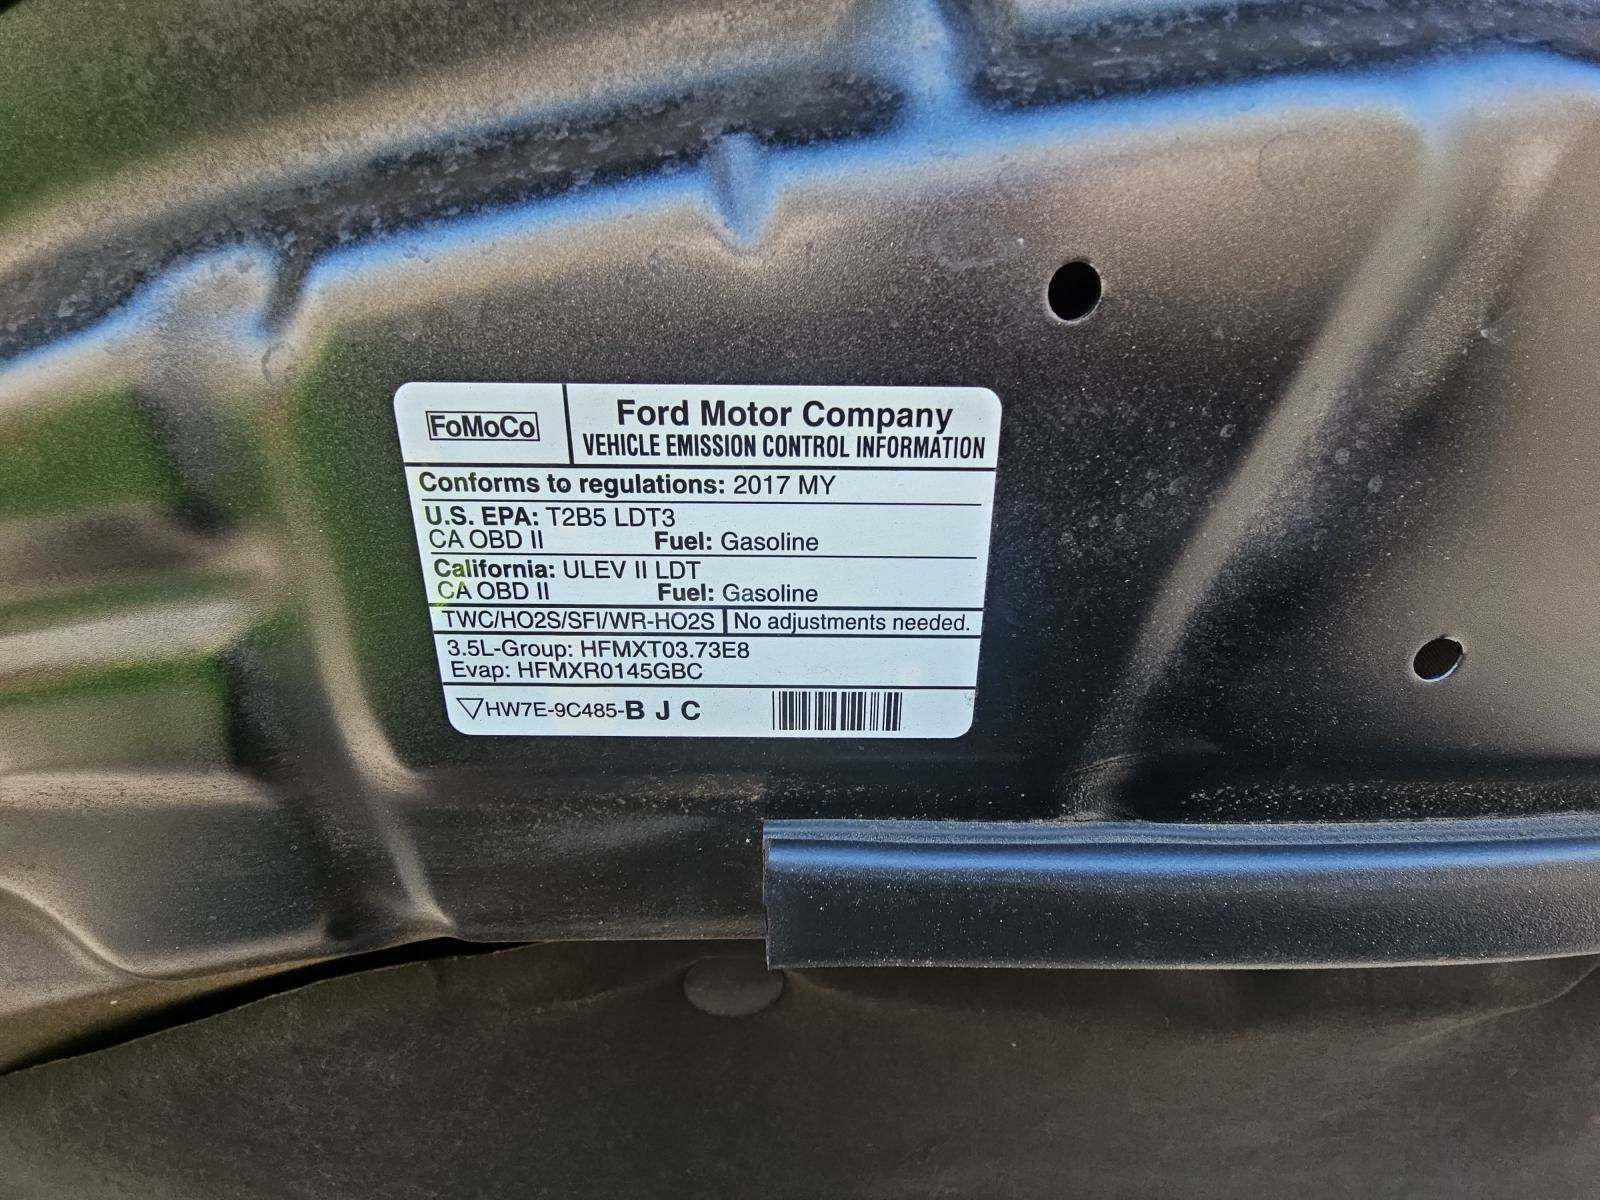 FoMoCo
Ford Motor Company
VEHICLE EMISSION CONTROL INFORMATION
Conforms to regulations: 2017 MY
U.S. EPA: T2B5 LDT3
CA OBD II Fuel: Gasoline
California: ULEV II LDT
CA OBD II Fuel: Gasoline
TWC/HO2S/SFI/WR-HO2S No adjustments needed.
3.5L-Group: HFMXT03.73E8
Evap: HFMXR0145GBC
HW7E-9C485-B J C